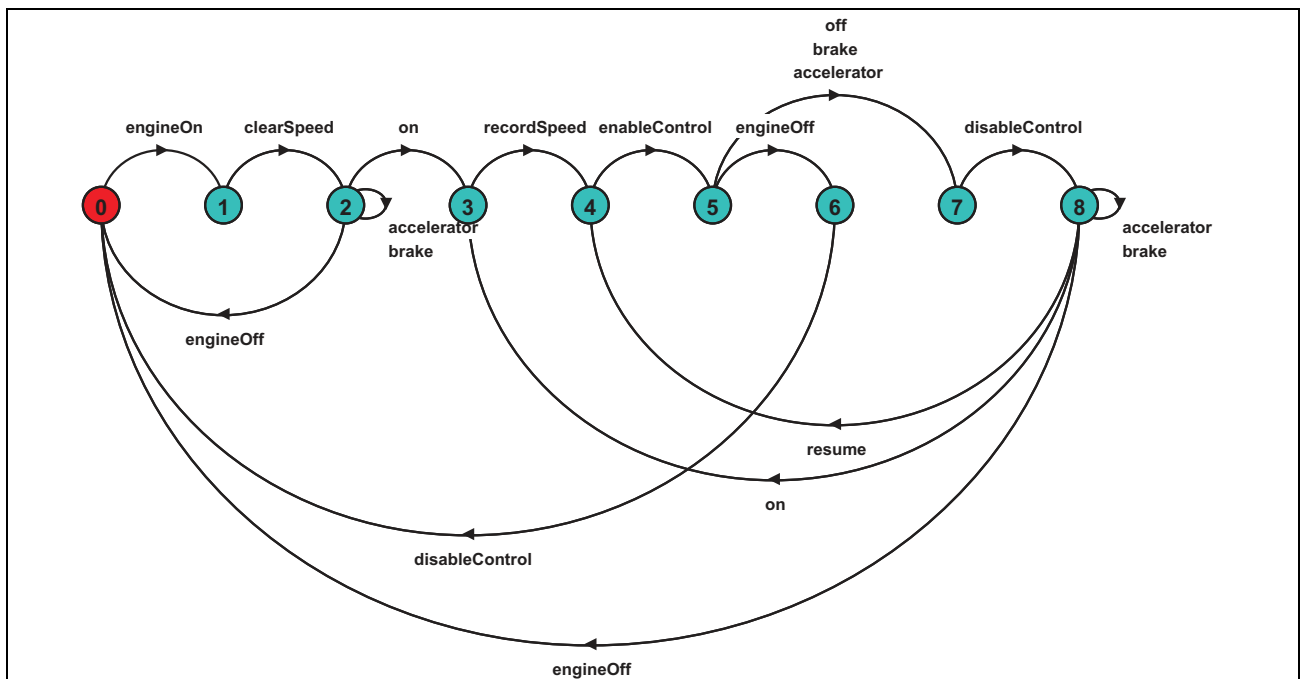 off
brake
accelerator
engineOn
clearSpeed
on
recordSpeed
enableControl
engineOff
disableControl
0
1
2
3
4
5
6
7
8
accelerator
brake
accelerator
brake
engineOff
resume
on
disableControl
engineOff